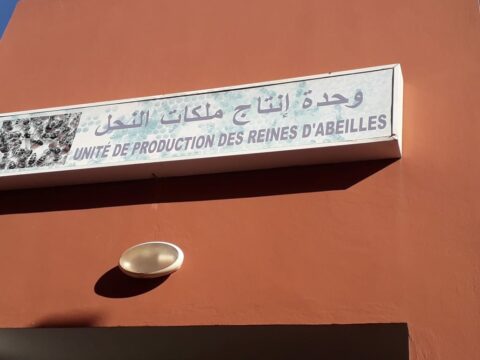 وحدة إنتاج ملكات النحل
UNITÉ DE PRODUCTION DES REINES D'ABEILLES